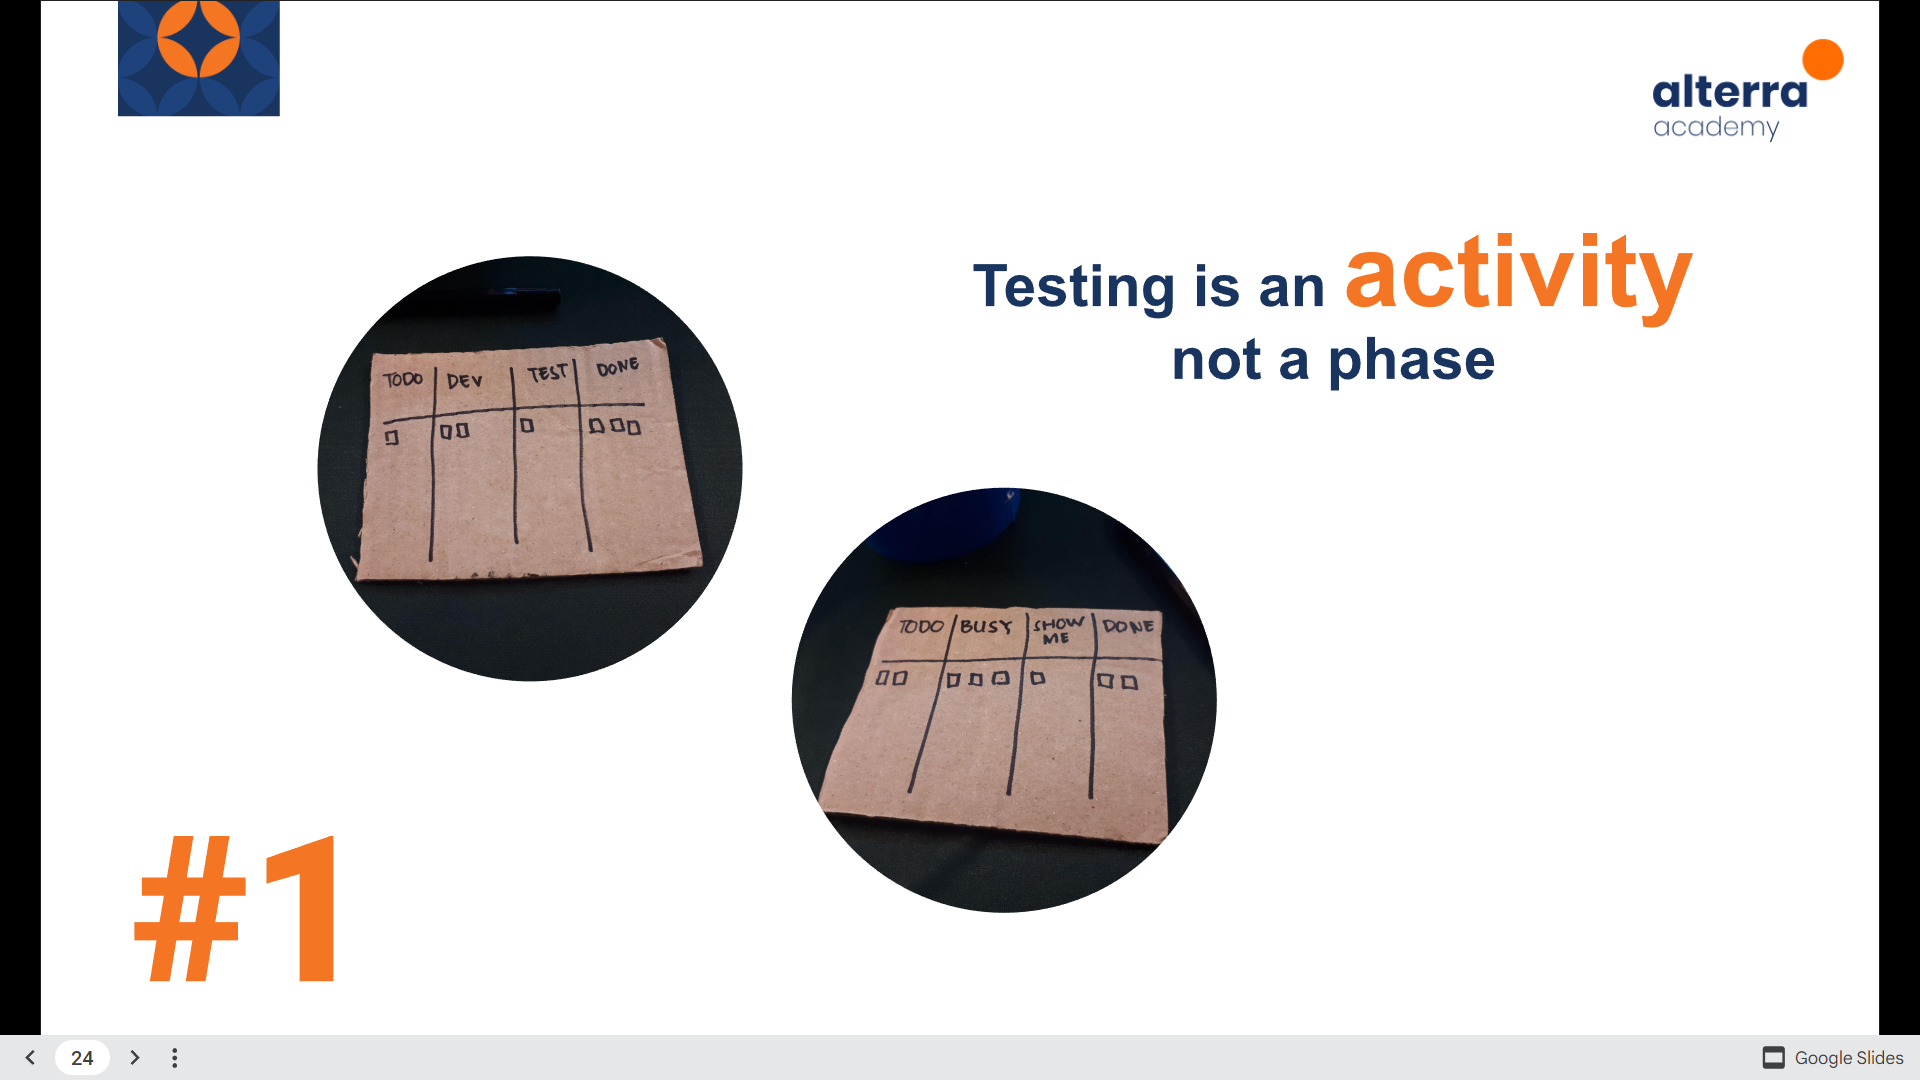 alterra
academy
Testing is an activity
not a phase
TODO DEV TEST DONE
TODO BUSY SHOW ME DONE
#1
24
Google Slides